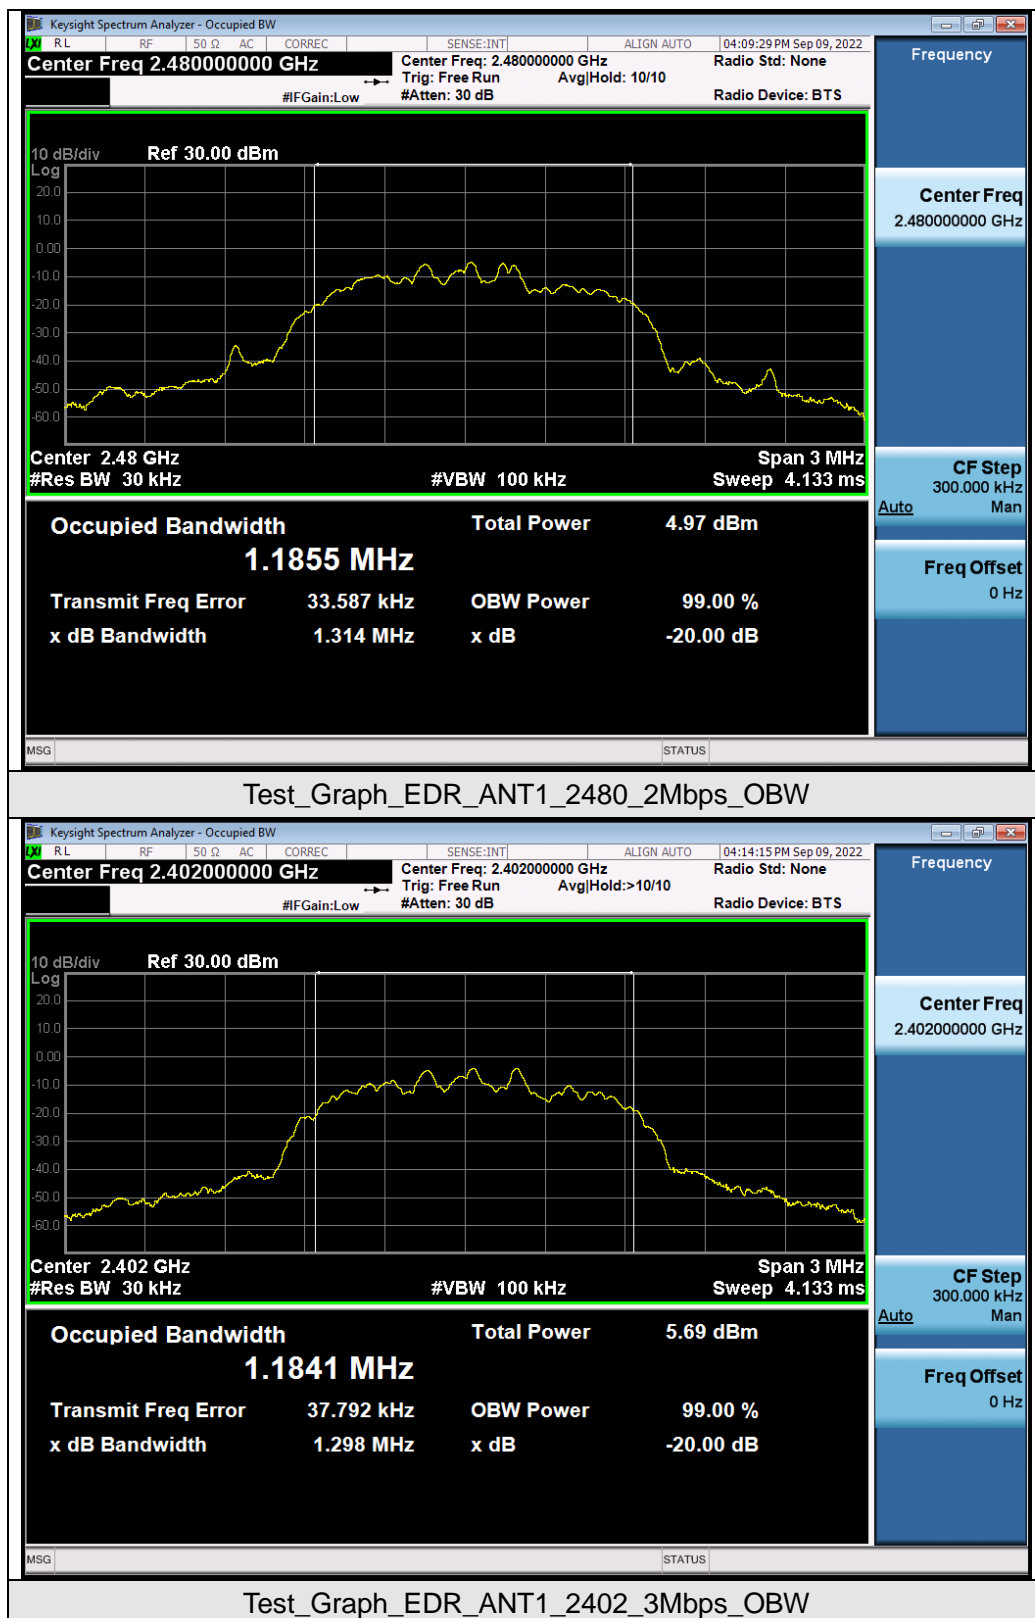 Keysight Spectrum Analyzer - Occupied BW
LXI RL RF 50 Ω AC CORREC SENSE:INT ALIGN AUTO 04:09:29 PM Sep 09, 2022
Center Freq 2.480000000 GHz
Center Freq: 2.480000000 GHz Radio Std: None
Trig: Free Run Avg|Hold: 10/10
#IFGain:Low #Atten: 30 dB Radio Device: BTS
Frequency
10 dB/div Ref 30.00 dBm
Log
20.0
10.0
0.00
-10.0
-20.0
-30.0
-40.0
-50.0
-60.0
Center 2.48 GHz Span 3 MHz
#Res BW 30 kHz #VBW 100 kHz Sweep 4.133 ms
Center Freq
2.480000000 GHz
CF Step
300.000 kHz
Auto Man
Freq Offset
0 Hz
Occupied Bandwidth Total Power 4.97 dBm
1.1855 MHz
Transmit Freq Error 33.587 kHz OBW Power 99.00 %
x dB Bandwidth 1.314 MHz x dB -20.00 dB
MSG STATUS
Test_Graph_EDR_ANT1_2480_2Mbps_OBW
Keysight Spectrum Analyzer - Occupied BW
LXI RL RF 50 Ω AC CORREC SENSE:INT ALIGN AUTO 04:14:15 PM Sep 09, 2022
Center Freq 2.402000000 GHz
Center Freq: 2.402000000 GHz Radio Std: None
Trig: Free Run Avg|Hold:>10/10
#IFGain:Low #Atten: 30 dB Radio Device: BTS
Frequency
10 dB/div Ref 30.00 dBm
Log
20.0
10.0
0.00
-10.0
-20.0
-30.0
-40.0
-50.0
-60.0
Center 2.402 GHz Span 3 MHz
#Res BW 30 kHz #VBW 100 kHz Sweep 4.133 ms
Center Freq
2.402000000 GHz
CF Step
300.000 kHz
Auto Man
Freq Offset
0 Hz
Occupied Bandwidth Total Power 5.69 dBm
1.1841 MHz
Transmit Freq Error 37.792 kHz OBW Power 99.00 %
x dB Bandwidth 1.298 MHz x dB -20.00 dB
MSG STATUS
Test_Graph_EDR_ANT1_2402_3Mbps_OBW